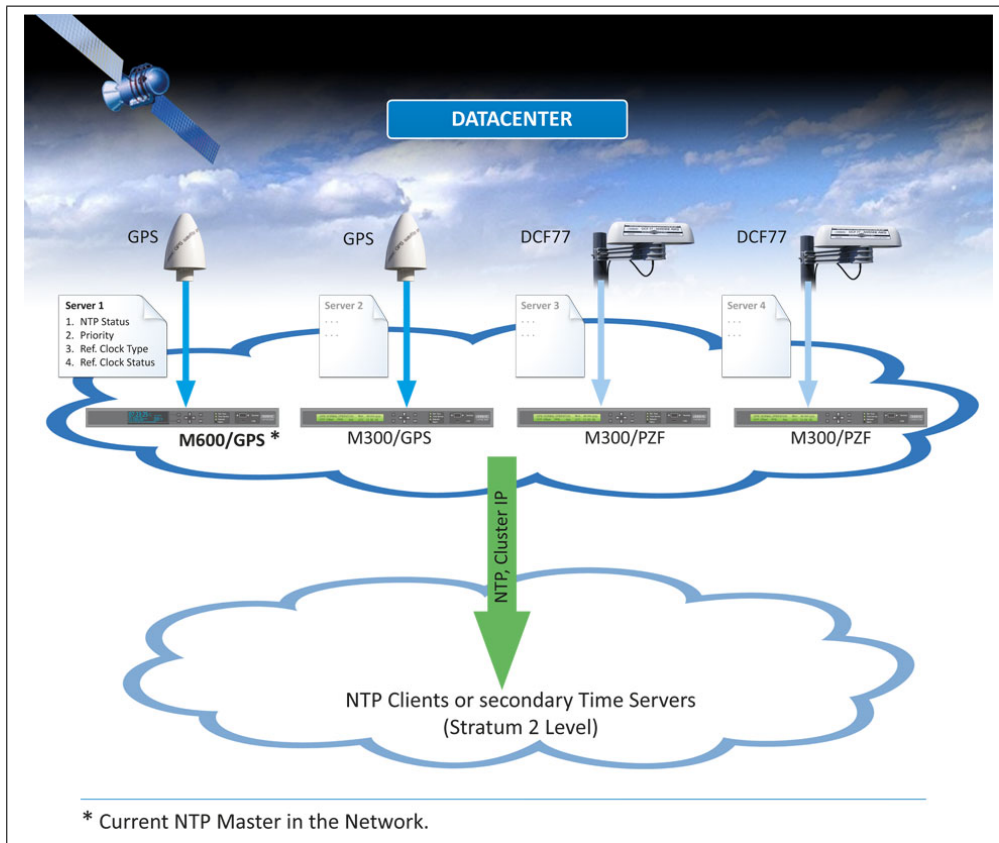 DATACENTER
GPS
GPS
DCF77
DCF77
Server 1
1. NTP Status
2. Priority
3. Ref. Clock Type
4. Ref. Clock Status
Server 2
. . .
. . .
Server 3
. . .
. . .
Server 4
. . .
. . .
M600/GPS *
M300/GPS
M300/PZF
M300/PZF
NTP, Cluster IP
NTP Clients or secondary Time Servers
(Stratum 2 Level)
* Current NTP Master in the Network.